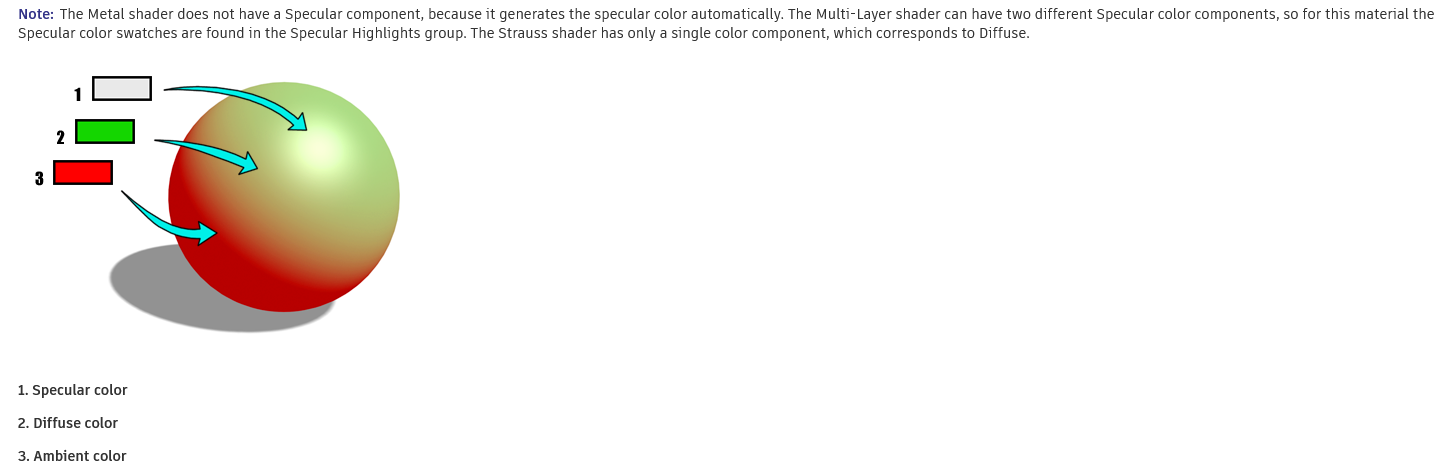 Note: The Metal shader does not have a Specular component, because it generates the specular color automatically. The Multi-Layer shader can have two different Specular color components, so for this material the
Specular color swatches are found in the Specular Highlights group. The Strauss shader has only a single color component, which corresponds to Diffuse.
1
2
3
1. Specular color
2. Diffuse color
3. Ambient color